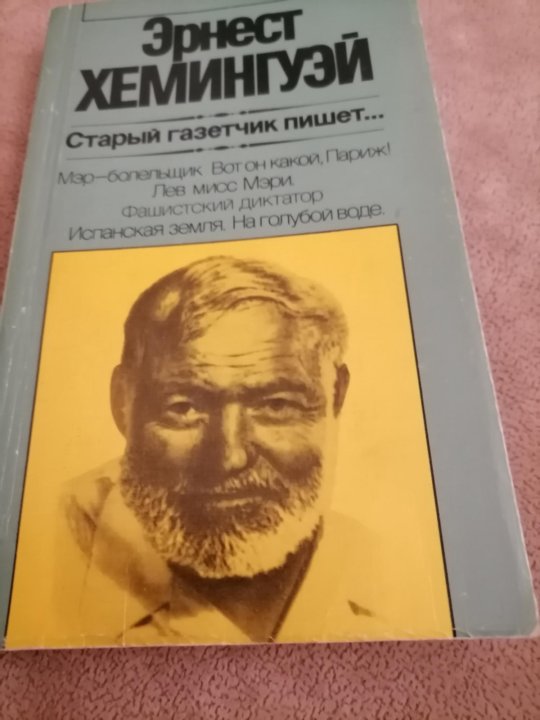 Эрнест
ХЕМИНГУЭЙ
Старый газетчик пишет...
Мэр—болельщик Вот он какой, Париж!
Лев мисс Мэри.
Фашистский диктатор
Испанская земля. На голубой воде.